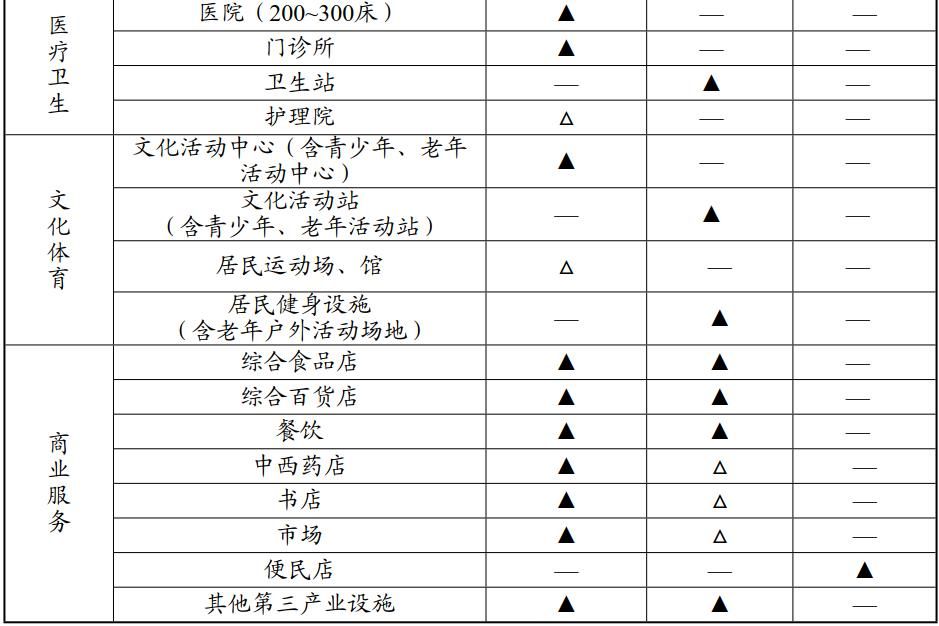 医疗卫生
医院（200~300床） ▲ — —
门诊所 ▲ — —
卫生站 — ▲ —
护理院 △ — —
文化体育
文化活动中心（含青少年、老年
活动中心） ▲ — —
文化活动站
（含青少年、老年活动站） — ▲ —
居民运动场、馆 △ — —
居民健身设施
（含老年户外活动场地） — ▲ —
商业服务
综合食品店 ▲ ▲ —
综合百货店 ▲ ▲ —
餐饮 ▲ ▲ —
中西药店 ▲ △ —
书店 ▲ △ —
市场 ▲ △ —
便民店 — — ▲
其他第三产业设施 ▲ ▲ —